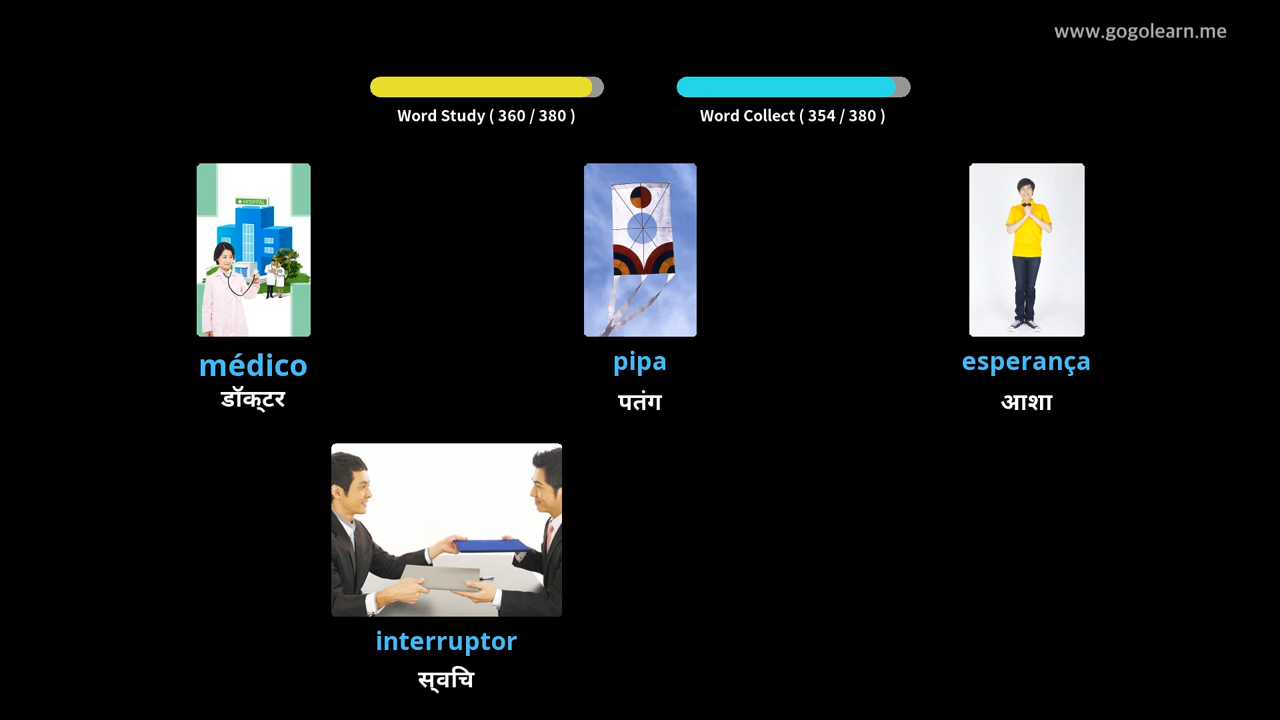 www.gogolearn.me
Word Study ( 360 / 380 )
Word Collect ( 354 / 380 )
HOSPITAL
médico
pipa
esperança
डॉक्टर
पतंग
आशा
interruptor
स्वचि